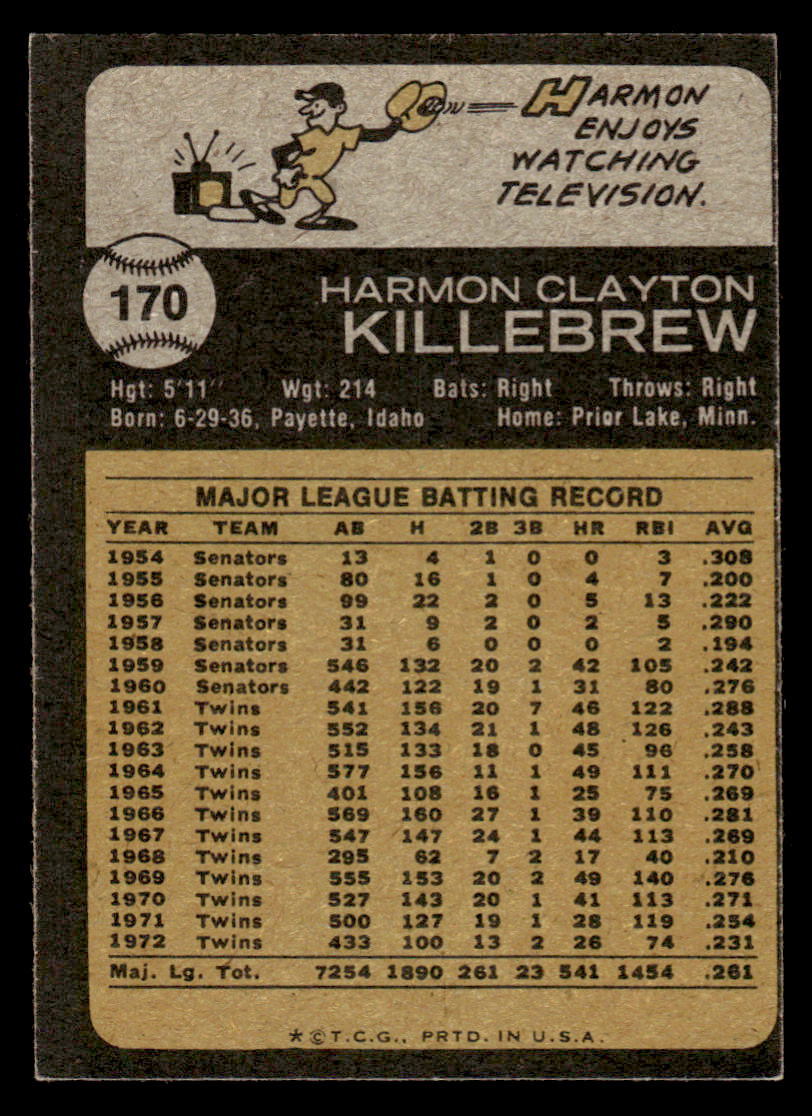 HARMON
ENJOYS
WATCHING
TELEVISION.
170
HARMON CLAYTON
KILLEBREW
Hgt: 5'11" Wgt: 214 Bats: Right Throws: Right
Born: 6-29-36, Payette, Idaho Home: Prior Lake, Minn.
MAJOR LEAGUE BATTING RECORD
YEAR TEAM AB H 2B 3B HR RBI AVG
1954 Senators 13 4 1 0 0 3 .308
1955 Senators 80 16 1 0 4 7 .200
1956 Senators 99 22 2 0 5 13 .222
1957 Senators 31 9 2 0 2 5 .290
1958 Senators 31 6 0 0 0 2 .194
1959 Senators 546 132 20 2 42 105 .242
1960 Senators 442 122 19 1 31 80 .276
1961 Twins 541 156 20 7 46 122 .288
1962 Twins 552 134 21 1 48 126 .243
1963 Twins 515 133 18 0 45 96 .258
1964 Twins 577 156 11 1 49 111 .270
1965 Twins 401 108 16 1 25 75 .269
1966 Twins 569 160 27 1 39 110 .281
1967 Twins 547 147 24 1 44 113 .269
1968 Twins 295 62 7 2 17 40 .210
1969 Twins 555 153 20 2 49 140 .276
1970 Twins 527 143 20 1 41 113 .271
1971 Twins 500 127 19 1 28 119 .254
1972 Twins 433 100 13 2 26 74 .231
Maj. Lg. Tot. 7254 1890 261 23 541 1454 .261
*©T.C.G., PRTD. IN U.S.A.